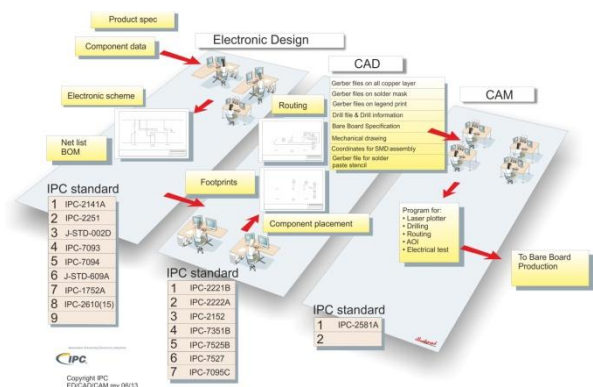 Product spec
Component data
Electronic Design
Electronic scheme
Net list
BOM
IPC standard
1 IPC-2141A
2 IPC-2251
3 J-STD-002D
4 IPC-7093
5 IPC-7094
6 J-STD-609A
7 IPC-1752A
8 IPC-2610(15)
9
CAD
Gerber files on all copper layer
Gerber files on solder mask
Gerber files on legend print
Drill file & Drill information
Bare Board Specification
Mechanical drawing
Coordinates for SMD assembly
Gerber file for solder
paste stencil
Routing
Footprints
Component placement
IPC standard
1 IPC-2221B
2 IPC-2222A
3 IPC-2152
4 IPC-7351B
5 IPC-7525B
6 IPC-7527
7 IPC-7095C
CAM
Program for:
• Laser plotter
• Drilling
• Routing
• AOI
• Electrical test
To Bare Board
Production
IPC standard
1 IPC-2581A
2
IPC
Copyright IPC
ED/CAD/CAM rev 06/13